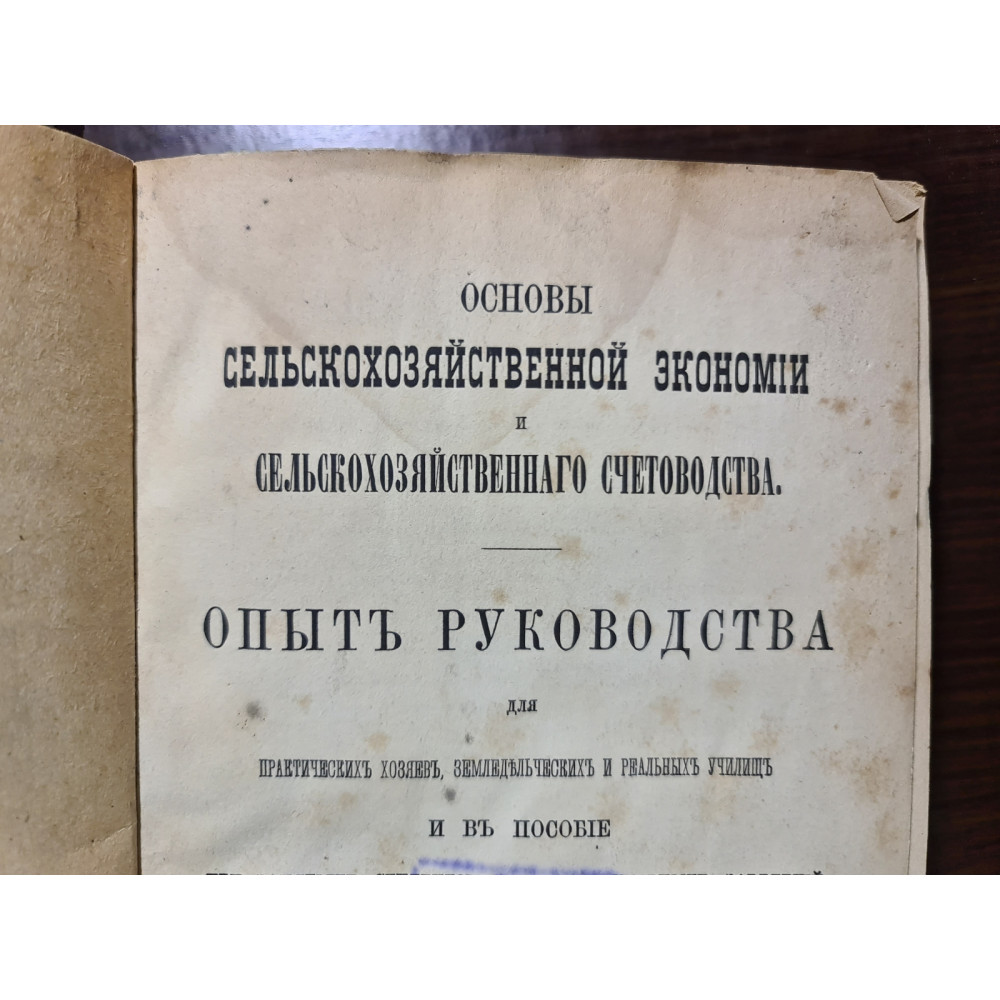 ОСНОВЫ
СЕЛЬСКОХОЗЯЙСТВЕННОЙ ЭКОНОМІИ
И
СЕЛЬСКОХОЗЯЙСТВЕННАГО СЧЕТОВОДСТВА.
ОПЫТЪ РУКОВОДСТВА
ДЛЯ
ПРАКТИЧЕСКИХЪ ХОЗЯЕВЪ, ЗЕМЛЕДѢЛЬЧЕСКИХЪ И РЕАЛЬНЫХЪ УЧИЛИЩЪ
И ВЪ ПОСОБІЕ